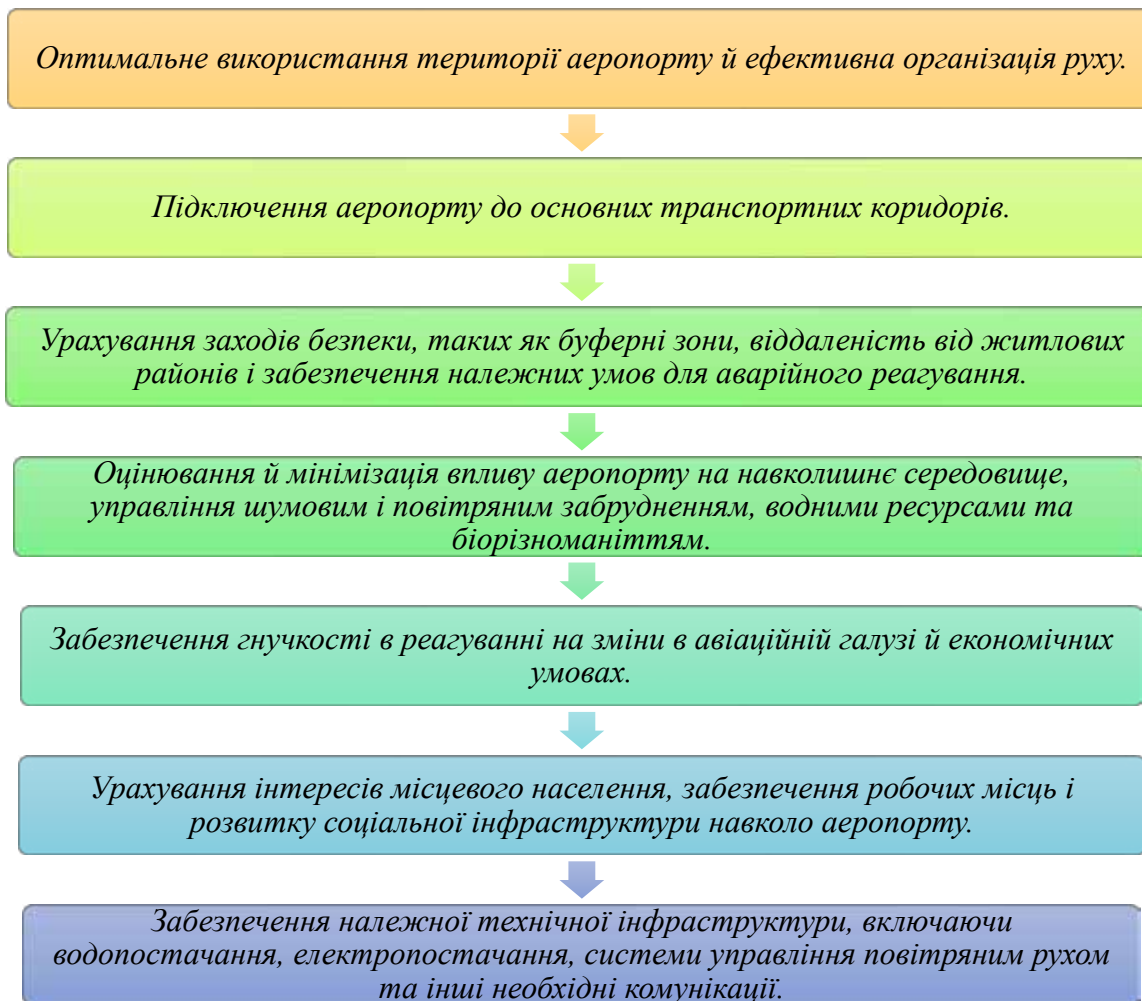 Оптимальне використання території аеропорту й ефективна організація руху.
Підключення аеропорту до основних транспортних коридорів.
Урахування заходів безпеки, таких як буферні зони, віддаленість від житлових
районів і забезпечення належних умов для аварійного реагування.
Оцінювання й мінімізація впливу аеропорту на навколишнє середовище,
управління шумовим і повітряним забрудненням, водними ресурсами та
біорізноманіттям.
Забезпечення гнучкості в реагуванні на зміни в авіаційній галузі й економічних
умовах.
Урахування інтересів місцевого населення, забезпечення робочих місць і
розвитку соціальної інфраструктури навколо аеропорту.
Забезпечення належної технічної інфраструктури, включаючи
водопостачання, електропостачання, системи управління повітряним рухом
та інші необхідні комунікації.